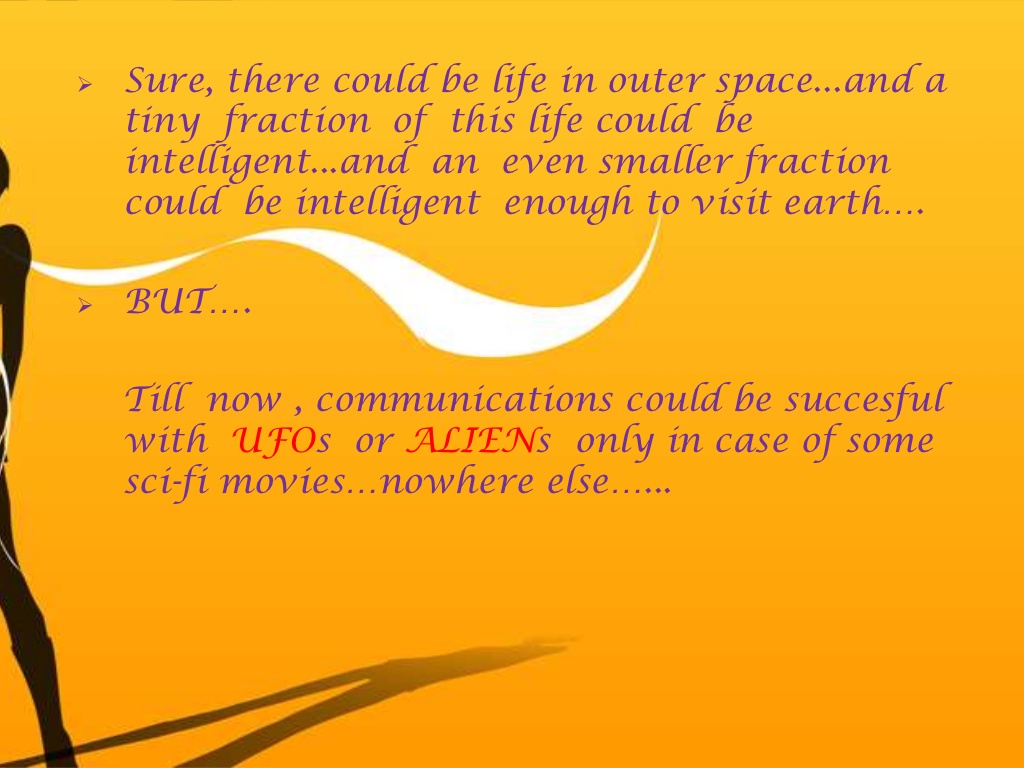 Sure, there could be life in outer space...and a
tiny fraction of this life could be
intelligent...and an even smaller fraction
could be intelligent enough to visit earth....
BUT....
Till now , communications could be succesful
with UFOs or ALIENs only in case of some
sci-fi movies...nowhere else......